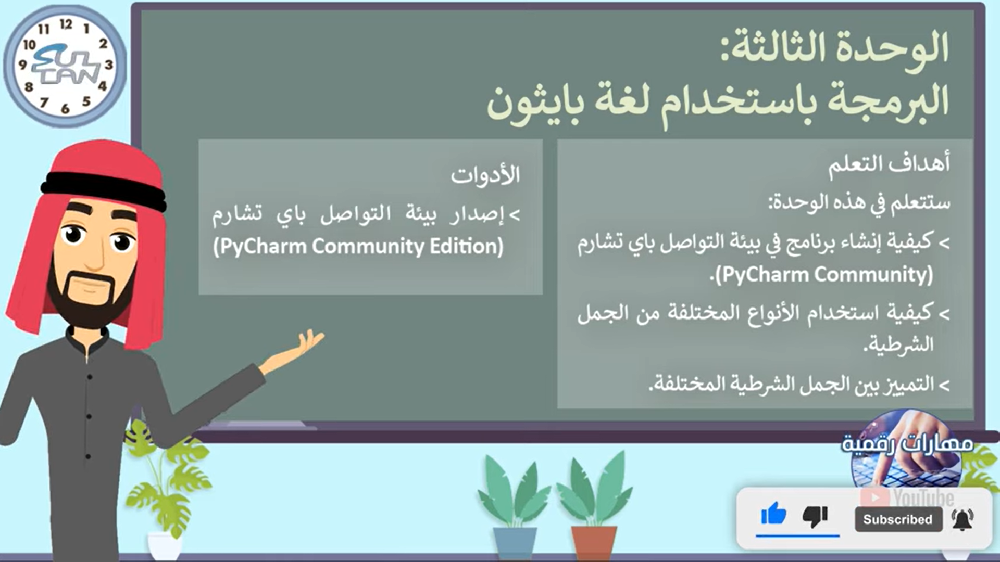 الوحدة الثالثة:
البرمجة باستخدام لغة بايثون
أهداف التعلم
ستتعلم في هذه الوحدة:
> كيفية إنشاء برنامج في بيئة التواصل باي تشارم
(PyCharm Community).
> كيفية استخدام الأنواع المختلفة من الجمل
الشرطية.
> التمييز بين الجمل الشرطية المختلفة.
الأدوات
> إصدار بيئة التواصل باي تشارم
(PyCharm Community Edition)
12
1
2
3
4
5
6
7
8
9
10
11
SUL
TAN
مهارات رقمية
YouTube
Subscribed